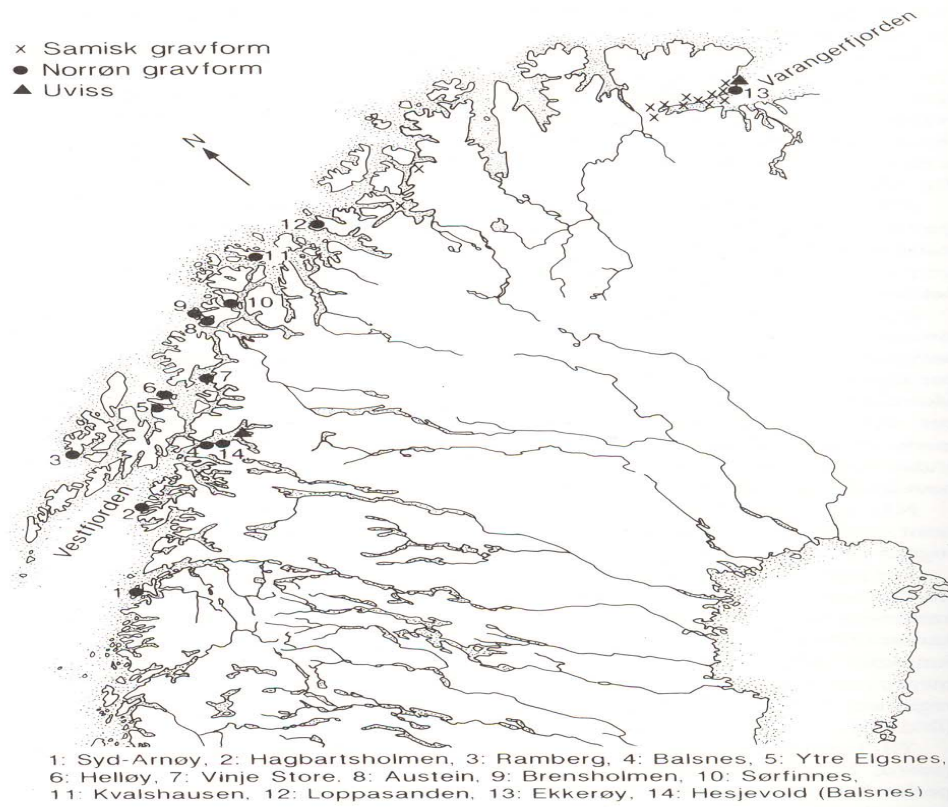 × Samisk gravform
● Norrøn gravform
▲ Uviss
N
Varangerfjorden
13
12
11
10
9
8
7
6
5
4 14
3
2
Vestfjorden
1
1: Syd-Arnøy, 2: Hagbartsholmen, 3: Ramberg, 4: Balsnes, 5: Ytre Elgsnes,
6: Helløy, 7: Vinje Store. 8: Austein, 9: Brensholmen, 10: Sørfinnes,
11: Kvalshausen, 12: Loppasanden, 13: Ekkerøy, 14: Hesjevold (Balsnes)